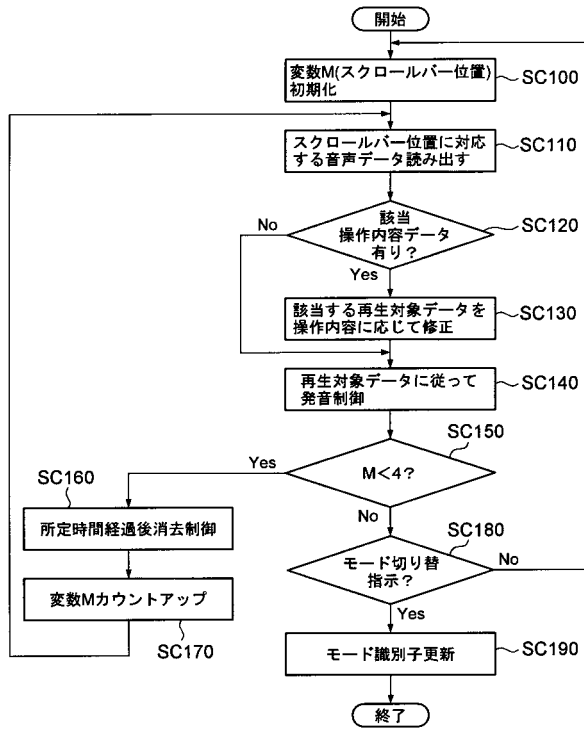 開始
変数M(スクロールバー位置)
初期化
SC100
スクロールバー位置に対応
する音声データ読み出す
SC110
該当
操作内容データ
有り？
SC120
No
Yes
該当する再生対象データを
操作内容に応じて修正
SC130
再生対象データに従って
発音制御
SC140
M<4?
SC150
Yes
No
SC160
所定時間経過後消去制御
変数Mカウントアップ
SC170
モード切り替
指示？
SC180
No
Yes
モード識別子更新
SC190
終了